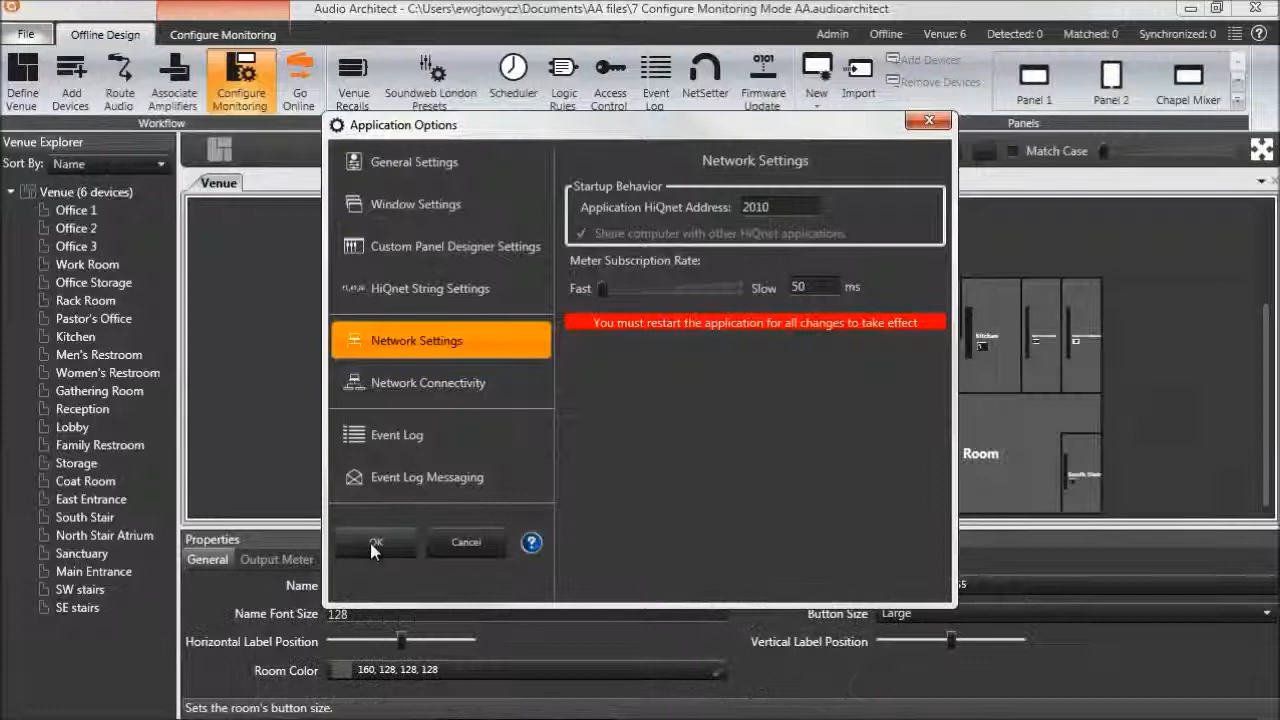 Audio Architect - C:\Users\ewojtowycz\Documents\AA files\7 Configure Monitoring Mode AA.audioarchitect
File
Offline Design
Configure Monitoring
Admin
Offline
Venue: 6
Detected: 0
Matched: 0
Synchronized: 0
Define Venue
Add Devices
Route Audio
Associate Amplifiers
Configure Monitoring
Go Online
Venue Recalls
Soundweb London Presets
Scheduler
Logic Rules
Access Control
Event Log
NetSetter
0101
Firmware Update
New
Import
Add Devices
Remove Devices
Panel 1
Panel 2
Chapel Mixer
Workflow
Panels
Venue Explorer
Sort By:
Name
Venue (6 devices)
Office 1
Office 2
Office 3
Work Room
Office Storage
Rack Room
Pastor's Office
Kitchen
Men's Restroom
Women's Restroom
Gathering Room
Reception
Lobby
Family Restroom
Storage
Coat Room
East Entrance
South Stair
North Stair Atrium
Sanctuary
Main Entrance
SW stairs
SE stairs
Match Case
Venue
Application Options
General Settings
Window Settings
Custom Panel Designer Settings
HiQnet String Settings
Network Settings
Network Connectivity
Event Log
Event Log Messaging
OK
Cancel
Network Settings
Startup Behavior
Application HiQnet Address:
2010
Share computer with other HiQnet applications.
Meter Subscription Rate:
Fast
Slow
50
ms
You must restart the application for all changes to take effect
Kitchen
Room
Properties
General
Output Meter
Name
Name Font Size
128
Button Size
Large
Horizontal Label Position
Vertical Label Position
Room Color
160, 128, 128, 128
Sets the room's button size.